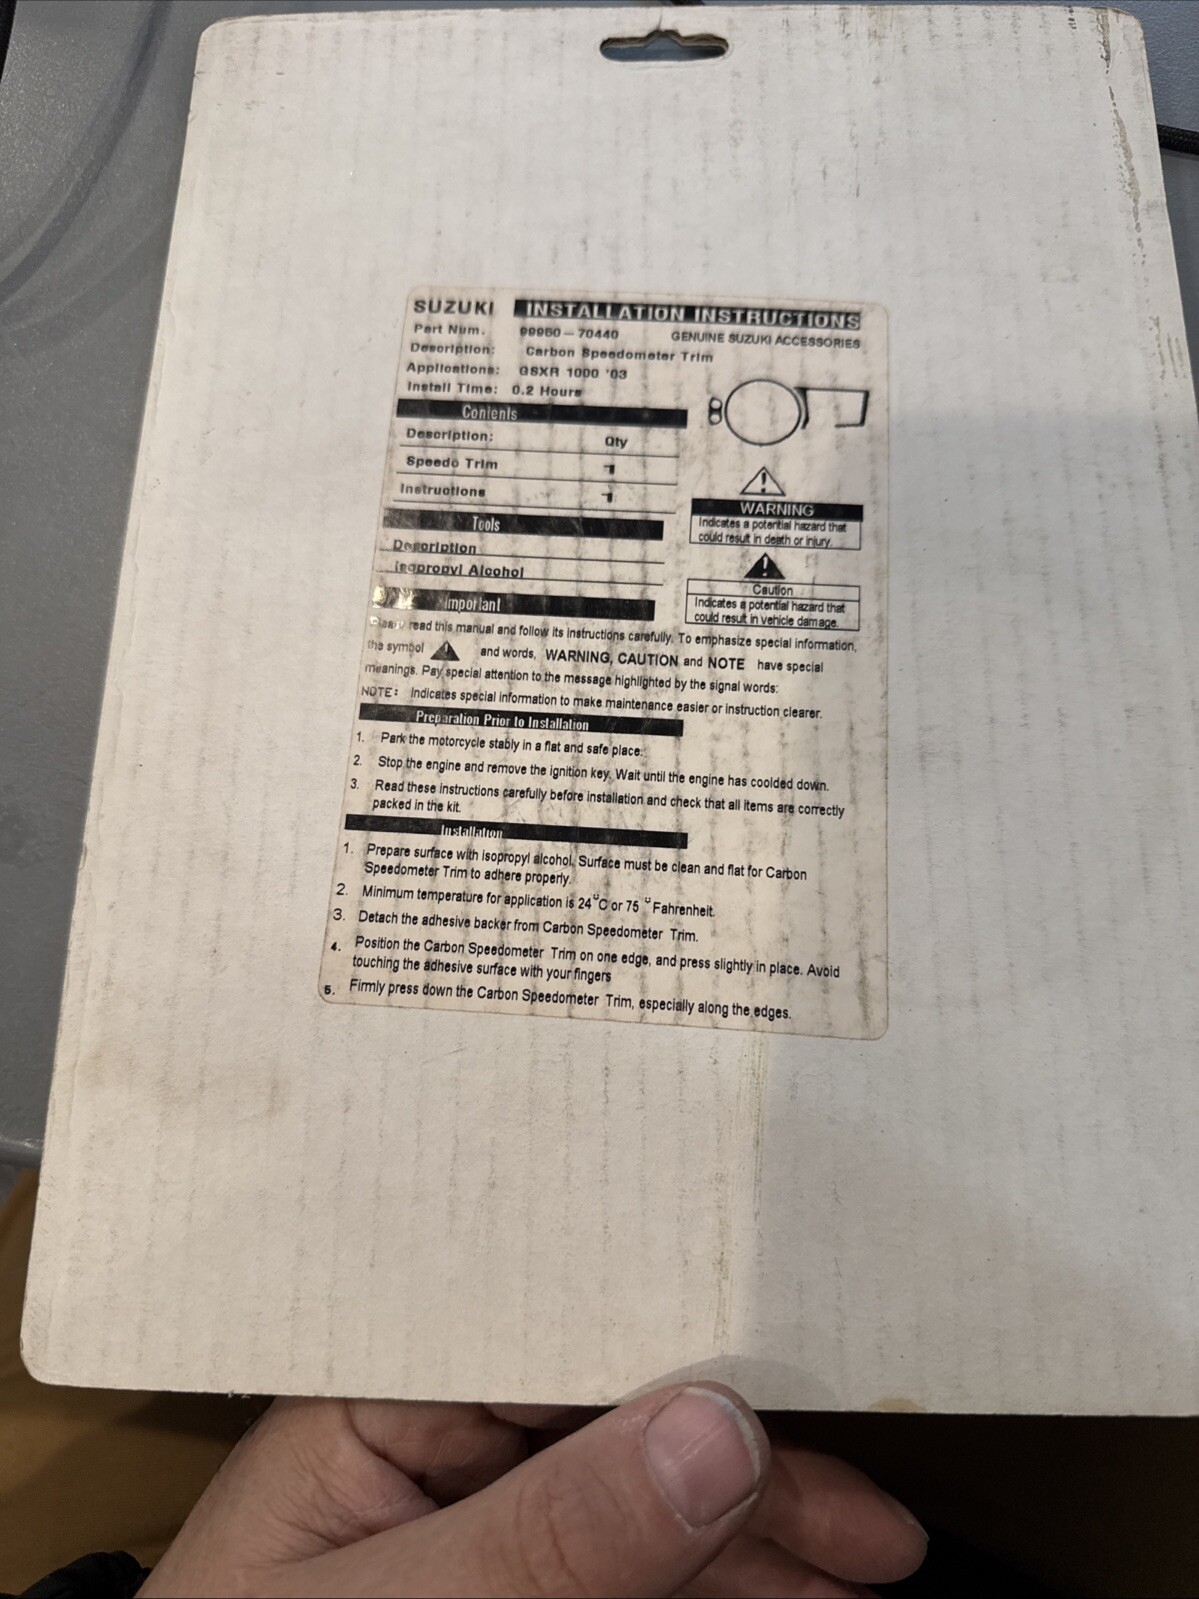 SUZUKI INSTALLATION INSTRUCTIONS
Part Num. 99950-70440 GENUINE SUZUKI ACCESSORIES
Description: Carbon Speedometer Trim
Applications: GSXR 1000 '03
Install Time: 0.2 Hours
Contents
Description: Qty
Speedo Trim 1
Instructions 1
Tools
Description
Isopropyl Alcohol
WARNING
Indicates a potential hazard that
could result in death or injury.
Caution
Indicates a potential hazard that
could result in vehicle damage.
Important
Please read this manual and follow its instructions carefully. To emphasize special information,
the symbol and words, WARNING, CAUTION and NOTE have special
meanings. Pay special attention to the message highlighted by the signal words:
NOTE: Indicates special information to make maintenance easier or instruction clearer.
Preparation Prior to Installation
1. Park the motorcycle stably in a flat and safe place.
2. Stop the engine and remove the ignition key. Wait until the engine has coolded down.
3. Read these instructions carefully before installation and check that all items are correctly
packed in the kit.
Installation
1. Prepare surface with isopropyl alcohol. Surface must be clean and flat for Carbon
Speedometer Trim to adhere properly.
2. Minimum temperature for application is 24°C or 75 ° Fahrenheit.
3. Detach the adhesive backer from Carbon Speedometer Trim.
4. Position the Carbon Speedometer Trim on one edge, and press slightly in place. Avoid
touching the adhesive surface with your fingers
5. Firmly press down the Carbon Speedometer Trim, especially along the edges.